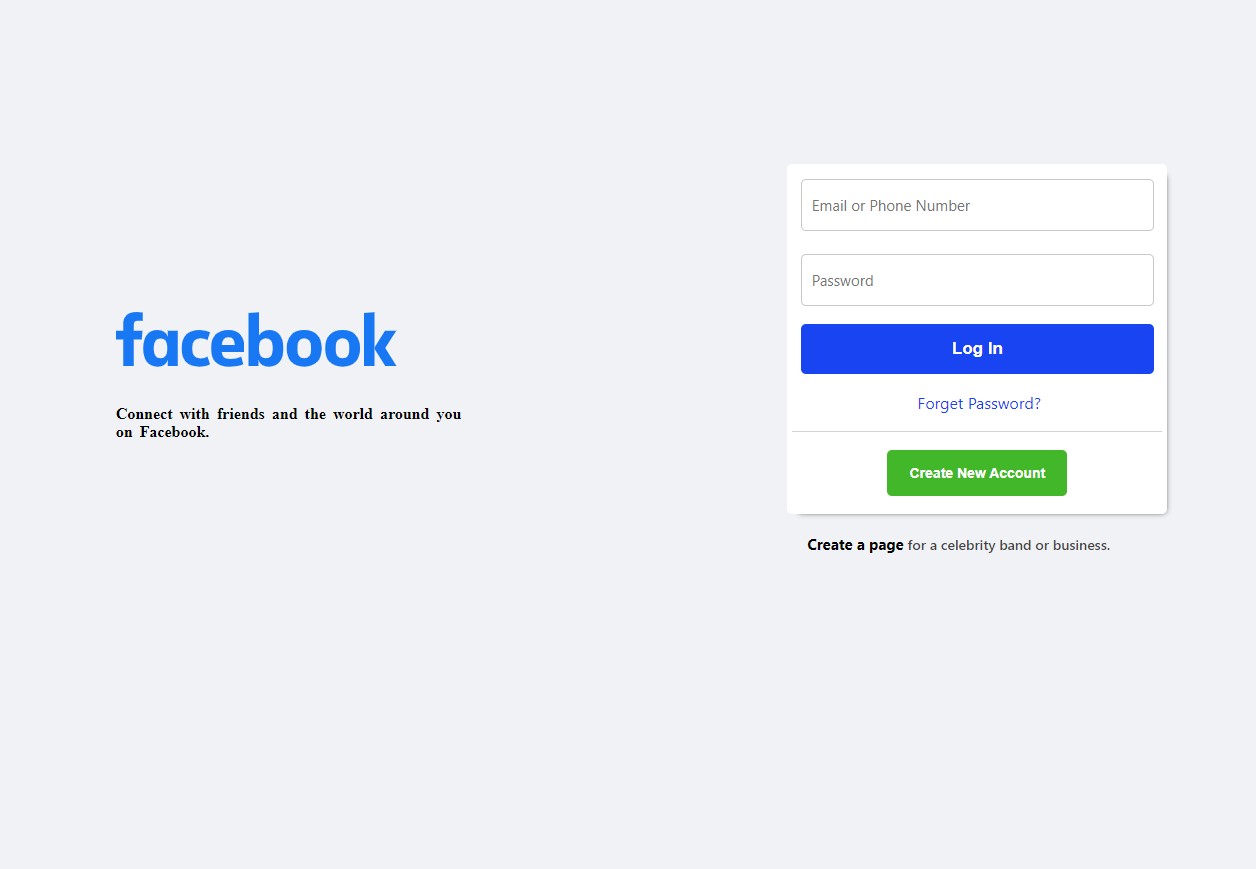 facebook
Connect with friends and the world around you
on Facebook.
Email or Phone Number
Password
Log In
Forget Password?
Create New Account
Create a page for a celebrity band or business.